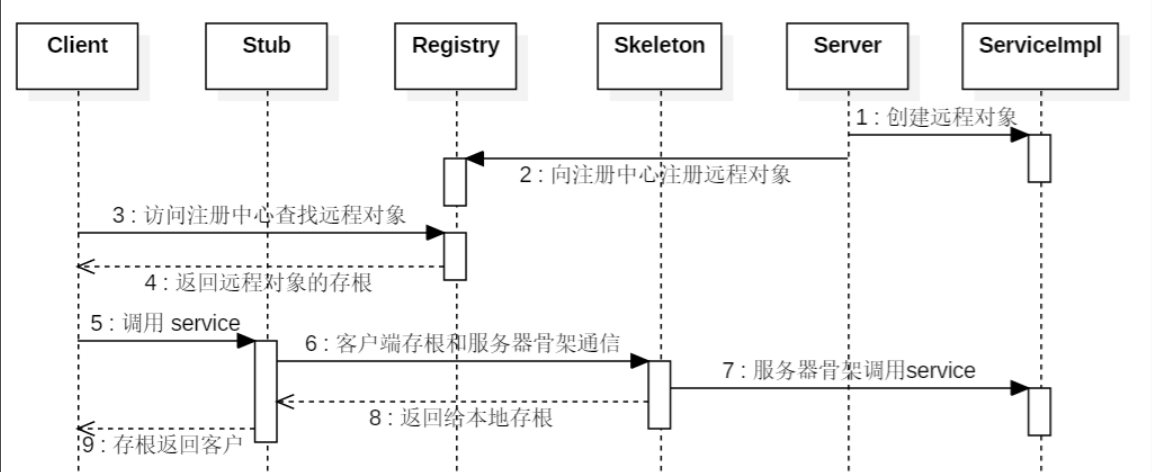 Client
Stub
Registry
Skeleton
Server
ServiceImpl
1 : 创建远程对象
2 : 向注册中心注册远程对象
3 : 访问注册中心查找远程对象
4 : 返回远程对象的存根
5 : 调用 service
6 : 客户端存根和服务器骨架通信
7 : 服务器骨架调用service
8 : 返回给本地存根
9 : 存根返回客户